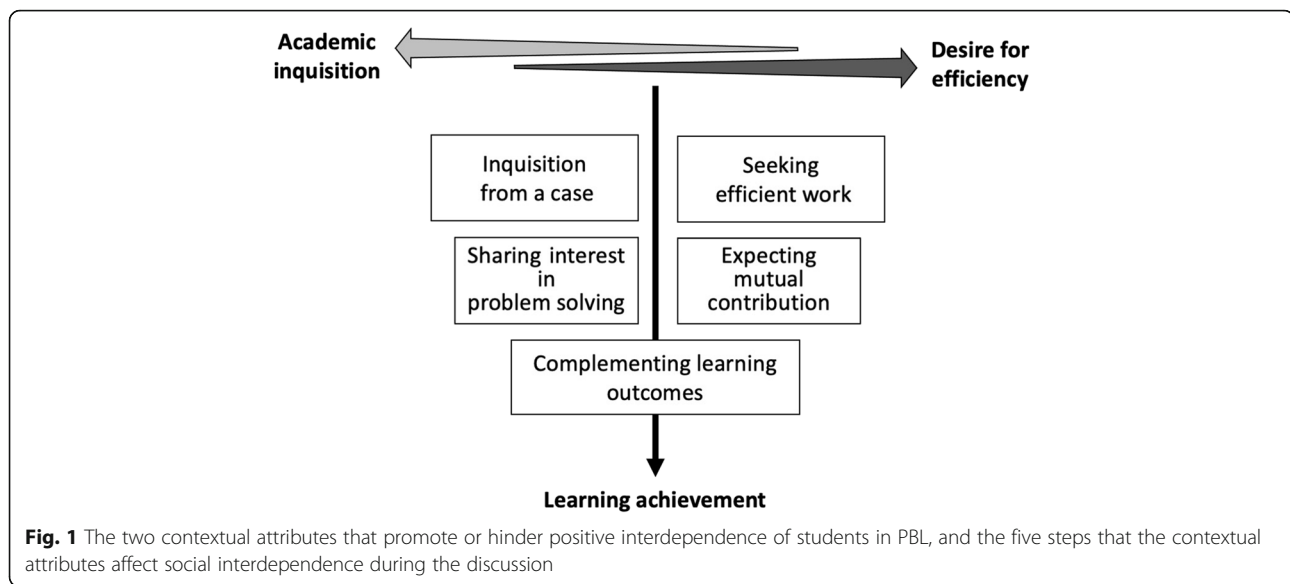 Academic
inquisition
Desire for
efficiency
Inquisition
from a case
Seeking
efficient work
Sharing interest
in
problem solving
Expecting
mutual
contribution
Complementing learning
outcomes
Learning achievement
Fig. 1 The two contextual attributes that promote or hinder positive interdependence of students in PBL, and the five steps that the contextual
attributes affect social interdependence during the discussion